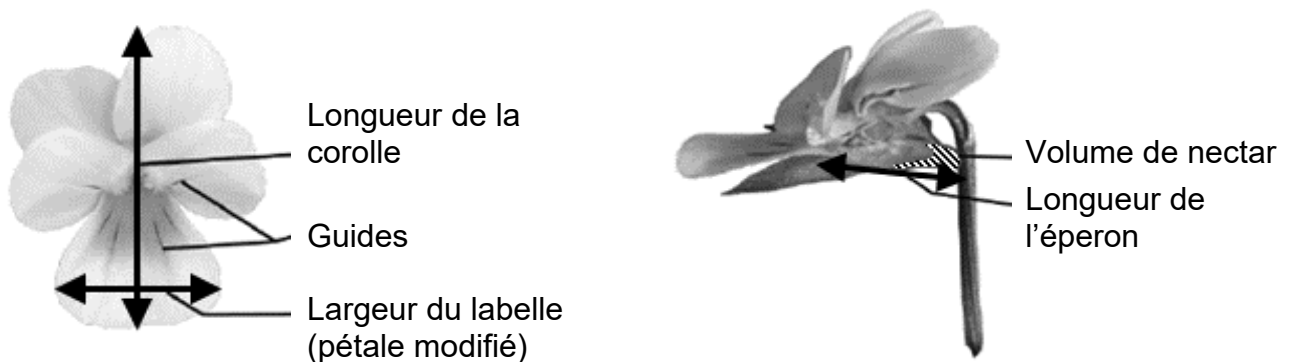 Longueur de la
corolle
Guides
Largeur du labelle
(pétale modifié)
Volume de nectar
Longueur de
l’éperon